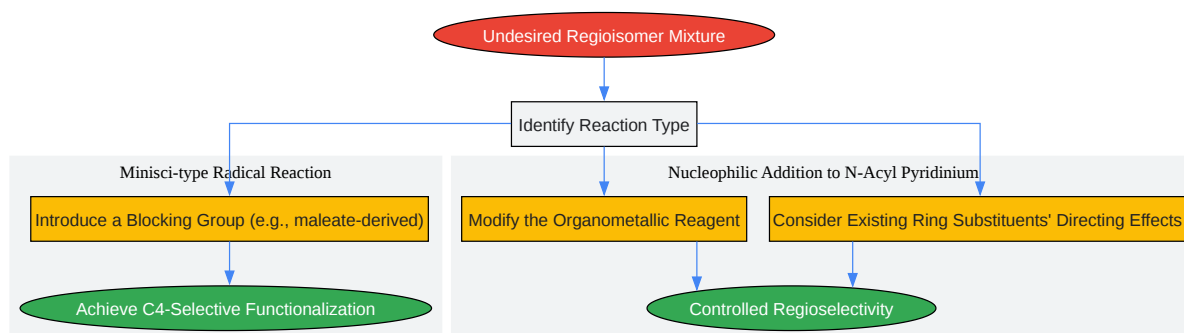 Undesired Regioisomer Mixture
Identify Reaction Type
Minisci-type Radical Reaction
Nucleophilic Addition to N-Acyl Pyridinium
Introduce a Blocking Group (e.g., maleate-derived)
Modify the Organometallic Reagent
Consider Existing Ring Substituents' Directing Effects
Achieve C4-Selective Functionalization
Controlled Regioselectivity